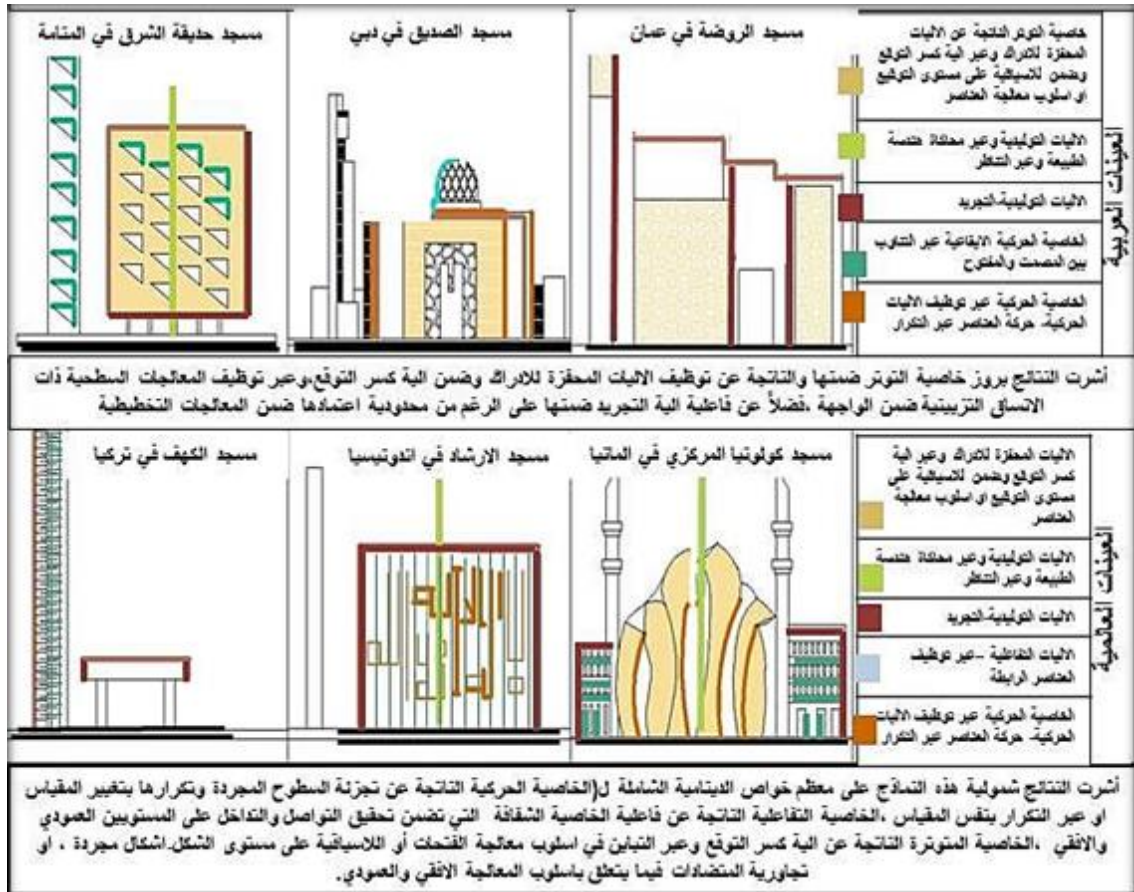 مسجد حديقة الشرق في المنامة
مسجد الصديق في دبي
مسجد الروضة في عمان
خاصية التوتر الناتجة عن الاليات
المحفزة للادراك وعبر الية كسر التوقع
وضمن للاسياقية على مستوى التوقيع
او اسلوب معالجة العناصر
الاليات التوليدية وعبر محاكاة هندسة
الطبيعة وعبر التناظر
الاليات التوليدية-التجريد
الخاصية الحركية الايقاعية عبر التناوب
بين المصمت والمفتوح
الخاصية الحركية عبر توظيف الاليات
الحركية- حركة العناصر عبر التكرار
العينات العربية
أشرت النتائج بروز خاصية التوتر ضمنها والناتجة عن توظيف الاليات المحفزة للادراك وضمن الية كسر التوقع،وعبر توظيف المعالجات السطحية ذات
الانساق التزيينية ضمن الواجهة ،فضلاً عن فاعلية الية التجريد ضمنها على الرغم من محدودية اعتمادها ضمن المعالجات التخطيطية
مسجد الكهف في تركيا
مسجد الارشاد في اندونيسيا
مسجد كولونيا المركزي في المانيا
الاليات المحفزة للادراك وعبر الية
كسر التوقع وضمن للاسياقية على
مستوى التوقيع او اسلوب معالجة
العناصر
الاليات التوليدية وعبر محاكاة هندسة
الطبيعة وعبر التناظر
الاليات التوليدية-التجريد
الاليات التفاعلية –عبر توظيف
العناصر الرابطة
الخاصية الحركية عبر توظيف الاليات
الحركية- حركة العناصر عبر التكرار
العينات العالمية
أشرت النتائج شمولية هذه النماذج على معظم خواص الدينامية الشاملة ل(الخاصية الحركية الناتجة عن تجزئة السطوح المجردة وتكرارها بتغيير المقياس
او عبر التكرار بنفس المقياس ،الخاصية التفاعلية الناتجة عن فاعلية الخاصية الشفافة التي تضمن تحقيق التواصل والتداخل على المستويين العمودي
والافقي ،الخاصية المتوترة الناتجة عن الية كسر التوقع وعبر التباين في اسلوب معالجة الفتحات أو اللاسياقية على مستوى الشكل.اشكال مجردة ، او
تجاورية المتضادات فيما يتعلق باسلوب المعالجة الافقي والعمودي.